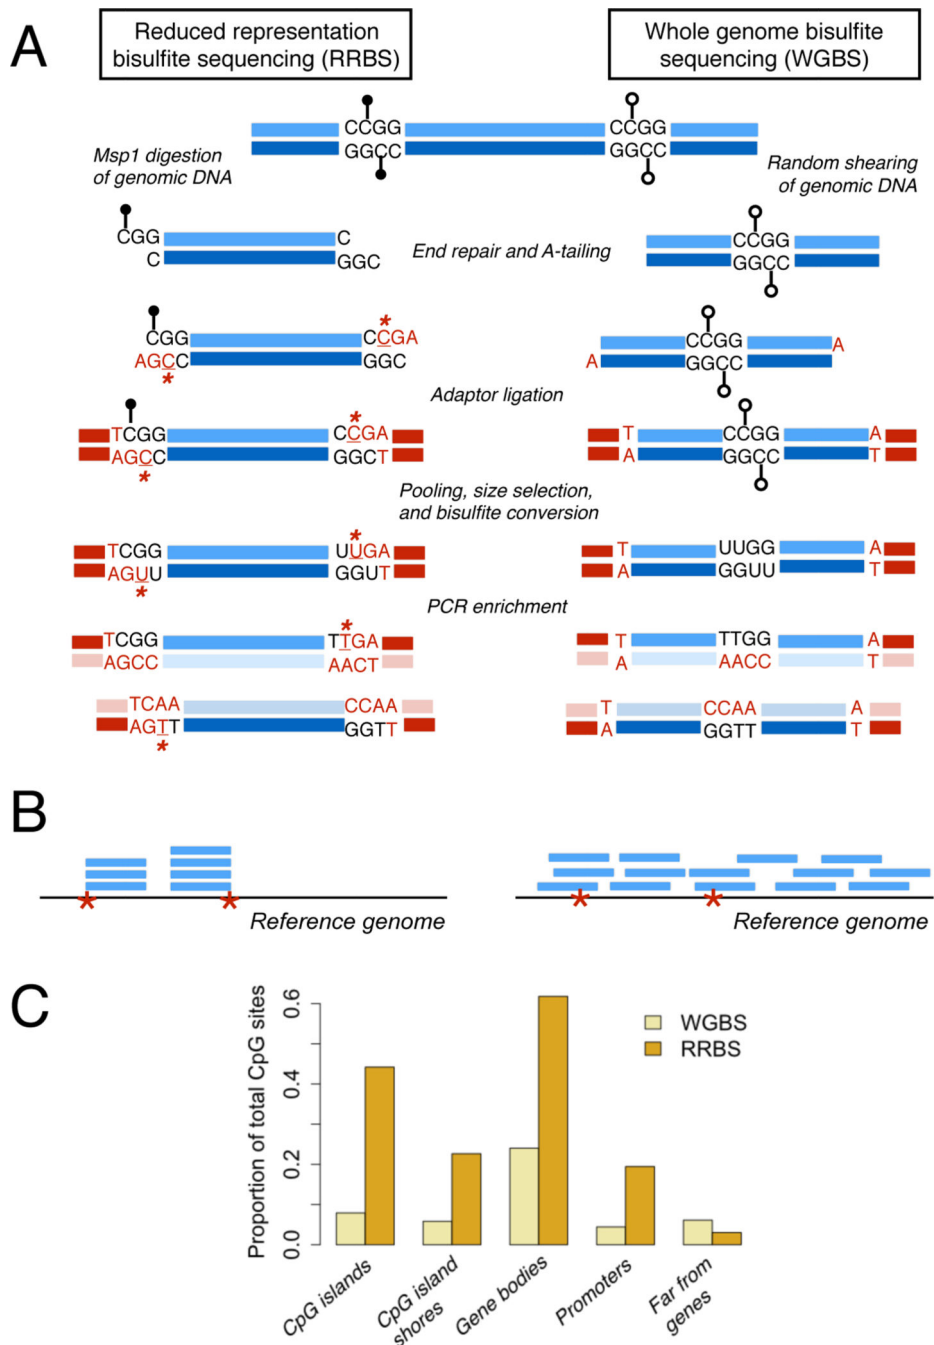 A
Reduced representation
bisulfite sequencing (RRBS)
Whole genome bisulfite
sequencing (WGBS)
CCGG
GGCC
CCGG
GGCC
Msp1 digestion
of genomic DNA
Random shearing
of genomic DNA
CGG
C
C
GGC
End repair and A-tailing
CCGG
GGCC
*
CGG
CCGA
AGCC
GGC
*
CCGG
A
A
GGCC
Adaptor ligation
*
TCGG
CCGA
AGCC
GGCT
*
T
CCGG
A
A
GGCC
T
Pooling, size selection,
and bisulfite conversion
*
TCGG
UUGA
AGUU
GGUT
*
T
UUGG
A
A
GGUU
T
PCR enrichment
*
TCGG
TTGA
AGCC
AACT
T
TTGG
A
A
AACC
T
TCAA
CCAA
AGTT
GGTT
*
T
CCAA
A
A
GGTT
T
B
* *
Reference genome
* *
Reference genome
C
Proportion of total CpG sites
0.6
0.4
0.2
0.0
WGBS
RRBS
CpG islands
CpG island
shores
Gene bodies
Promoters
Far from
genes